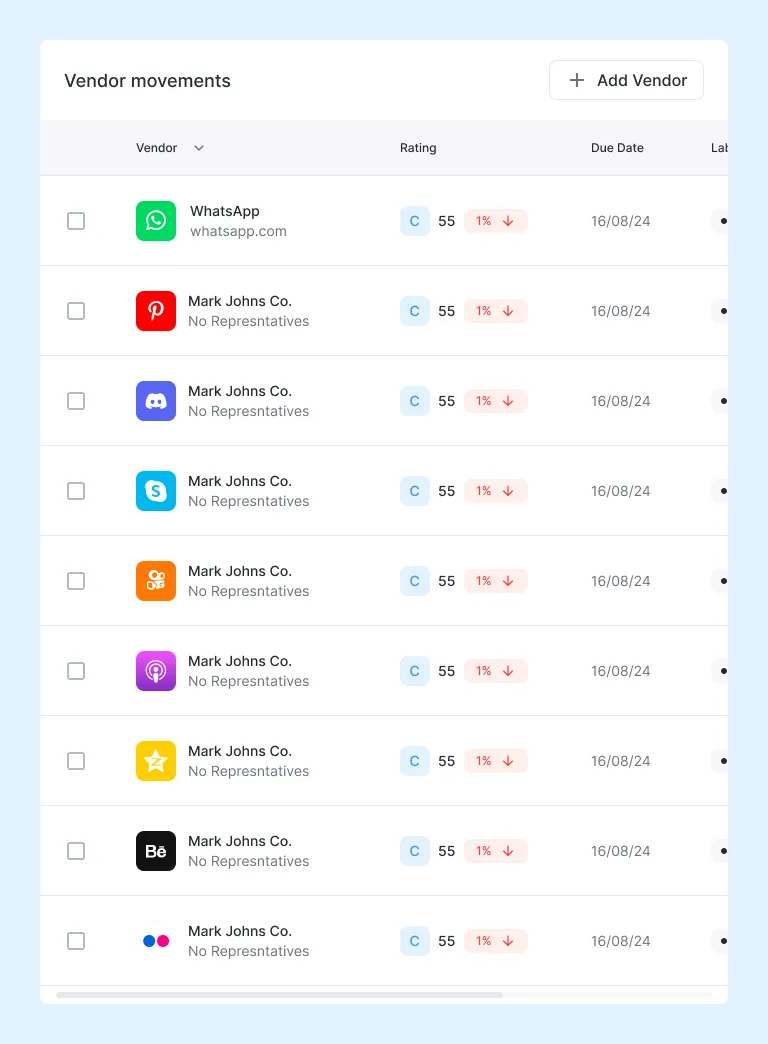 Vendor movements
Add Vendor
Vendor Rating Due Date Lab
WhatsApp
whatsapp.com
C 55 1% 16/08/24
Mark Johns Co.
No Represntatives
C 55 1% 16/08/24
Mark Johns Co.
No Represntatives
C 55 1% 16/08/24
S
Mark Johns Co.
No Represntatives
C 55 1% 16/08/24
Mark Johns Co.
No Represntatives
C 55 1% 16/08/24
Mark Johns Co.
No Represntatives
C 55 1% 16/08/24
Mark Johns Co.
No Represntatives
C 55 1% 16/08/24
Bē
Mark Johns Co.
No Represntatives
C 55 1% 16/08/24
Mark Johns Co.
No Represntatives
C 55 1% 16/08/24